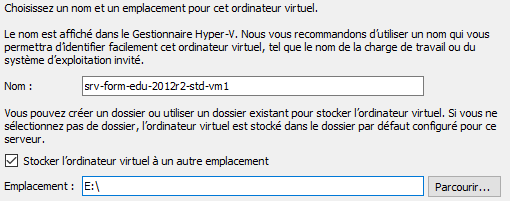 Choisissez un nom et un emplacement pour cet ordinateur virtuel.
Le nom est affiché dans le Gestionnaire Hyper-V. Nous vous recommandons d'utiliser un nom qui vous
permettra d'identifier facilement cet ordinateur virtuel, tel que le nom de la charge de travail ou du
système d'exploitation invité.
Nom : srv-form-edu-2012r2-std-vm1
Vous pouvez créer un dossier ou utiliser un dossier existant pour stocker l'ordinateur virtuel. Si vous ne
sélectionnez pas de dossier, l'ordinateur virtuel est stocké dans le dossier par défaut configuré pour ce
serveur.
Stocker l'ordinateur virtuel à un autre emplacement
Emplacement : E:\ Parcourir...